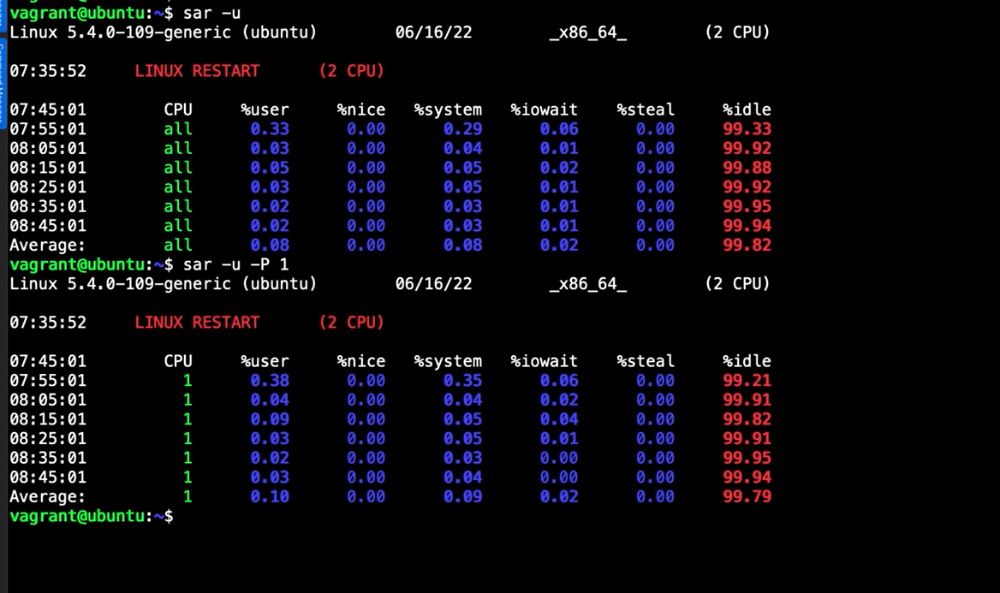 vagrant@ubuntu:~$ sar -u
Linux 5.4.0-109-generic (ubuntu) 06/16/22 _x86_64_ (2 CPU)
07:35:52 LINUX RESTART (2 CPU)
07:45:01 CPU %user %nice %system %iowait %steal %idle
07:55:01 all 0.33 0.00 0.29 0.06 0.00 99.33
08:05:01 all 0.03 0.00 0.04 0.01 0.00 99.92
08:15:01 all 0.05 0.00 0.05 0.02 0.00 99.88
08:25:01 all 0.03 0.00 0.05 0.01 0.00 99.92
08:35:01 all 0.02 0.00 0.03 0.01 0.00 99.95
08:45:01 all 0.02 0.00 0.03 0.01 0.00 99.94
Average: all 0.08 0.00 0.08 0.02 0.00 99.82
vagrant@ubuntu:~$ sar -u -P 1
Linux 5.4.0-109-generic (ubuntu) 06/16/22 _x86_64_ (2 CPU)
07:35:52 LINUX RESTART (2 CPU)
07:45:01 CPU %user %nice %system %iowait %steal %idle
07:55:01 1 0.38 0.00 0.35 0.06 0.00 99.21
08:05:01 1 0.04 0.00 0.04 0.02 0.00 99.91
08:15:01 1 0.09 0.00 0.05 0.04 0.00 99.82
08:25:01 1 0.03 0.00 0.05 0.01 0.00 99.91
08:35:01 1 0.02 0.00 0.03 0.00 0.00 99.95
08:45:01 1 0.03 0.00 0.04 0.00 0.00 99.94
Average: 1 0.10 0.00 0.09 0.02 0.00 99.79
vagrant@ubuntu:~$